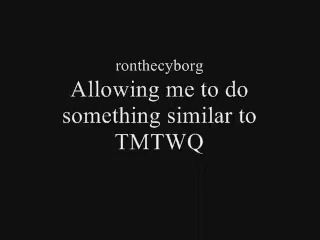 ronthecyborg
Allowing me to do
something similar to
TMTWQ